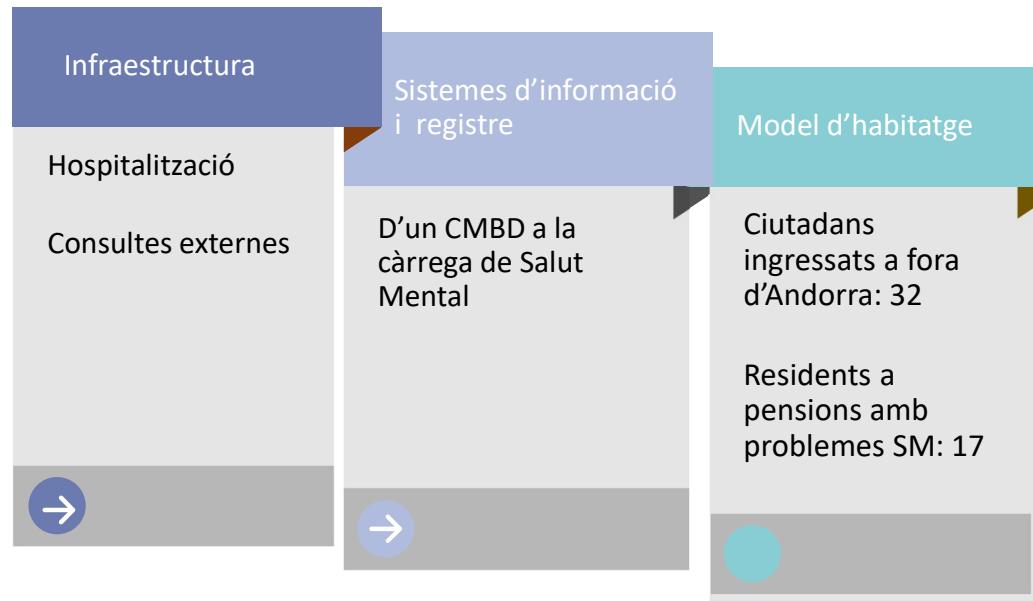 Infraestructura
Hospitalització
Consultes externes
Sistemes d'informació
i registre
D'un CMBD a la
càrrega de Salut
Mental
Model d'habitatge
Ciutadans
ingressats a fora
d'Andorra: 32
Residents a
pensions amb
problemes SM: 17